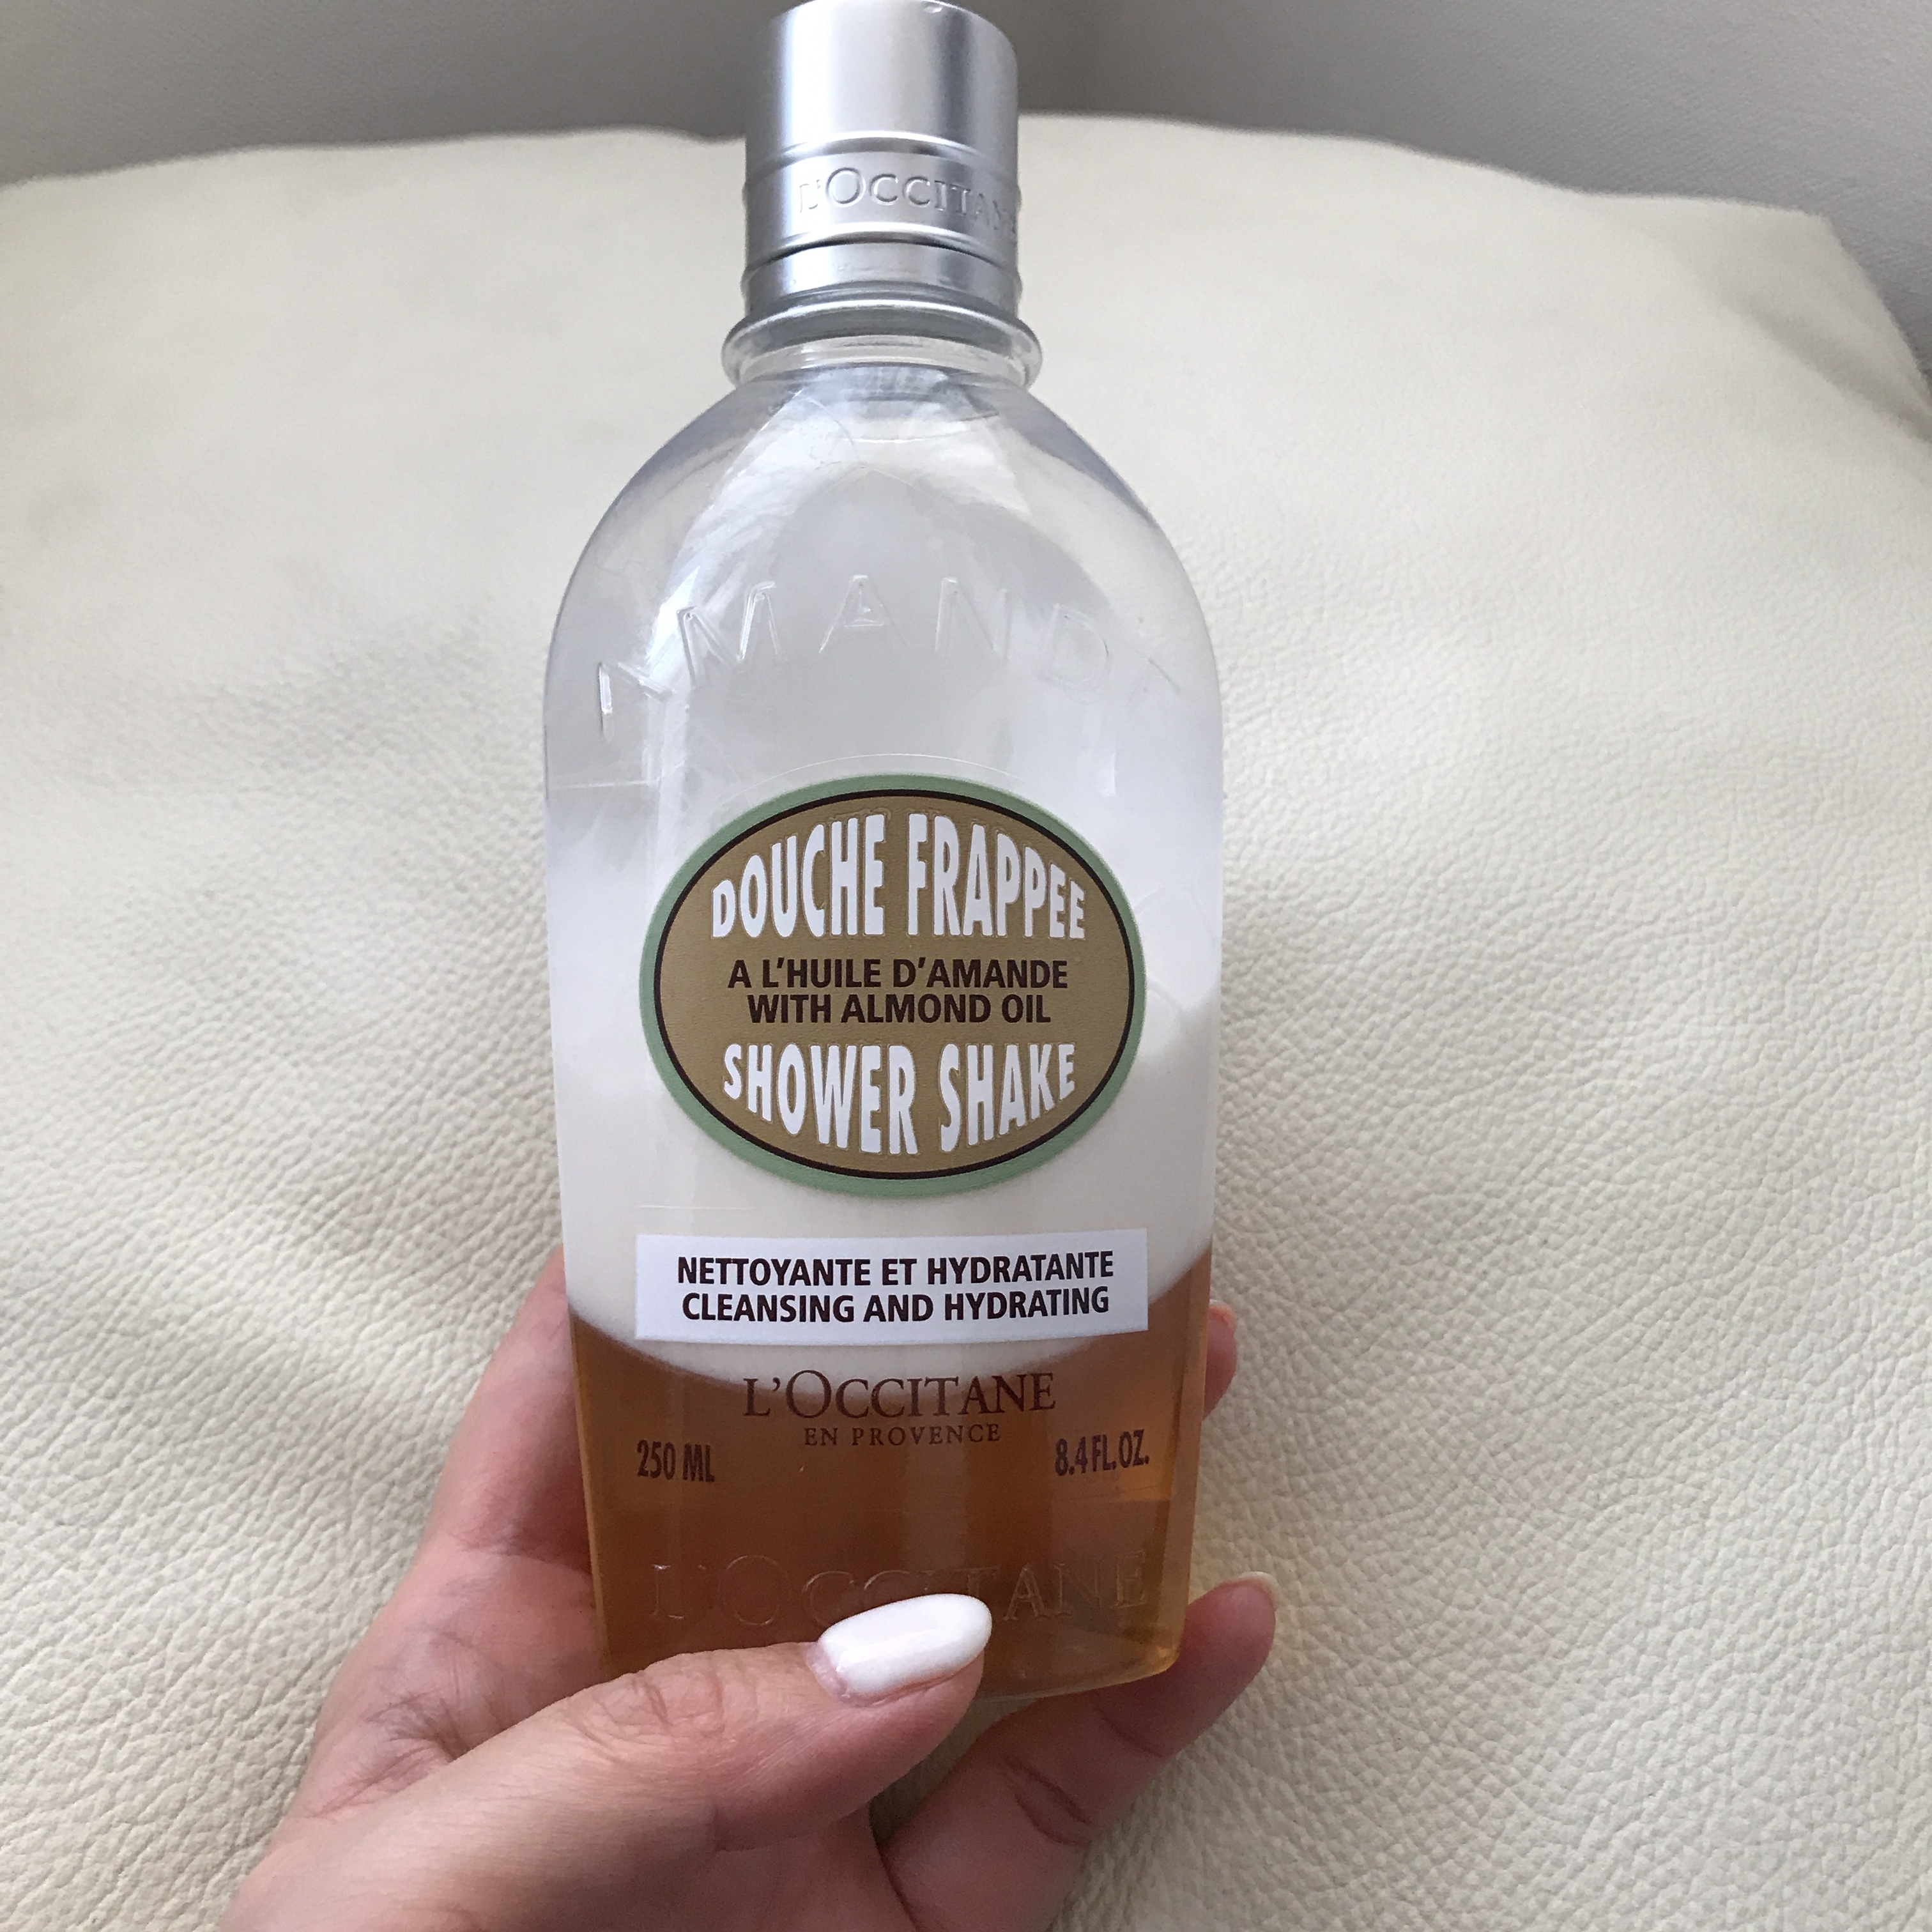 L'OCCITANE
AMANDE
DOUCHE FRAPPEE
A L'HUILE D'AMANDE
WITH ALMOND OIL
SHOWER SHAKE
NETTOYANTE ET HYDRATANTE
CLEANSING AND HYDRATING
L'OCCITANE
EN PROVENCE
250 ML
8.4 FL.OZ.
L'OCCITANE